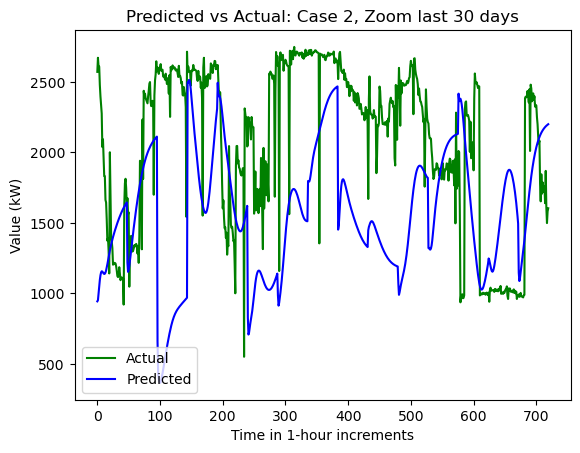 Predicted vs Actual: Case 2, Zoom last 30 days
Value (kW)
2500
2000
1500
1000
500
Actual
Predicted
0 100 200 300 400 500 600 700
Time in 1-hour increments